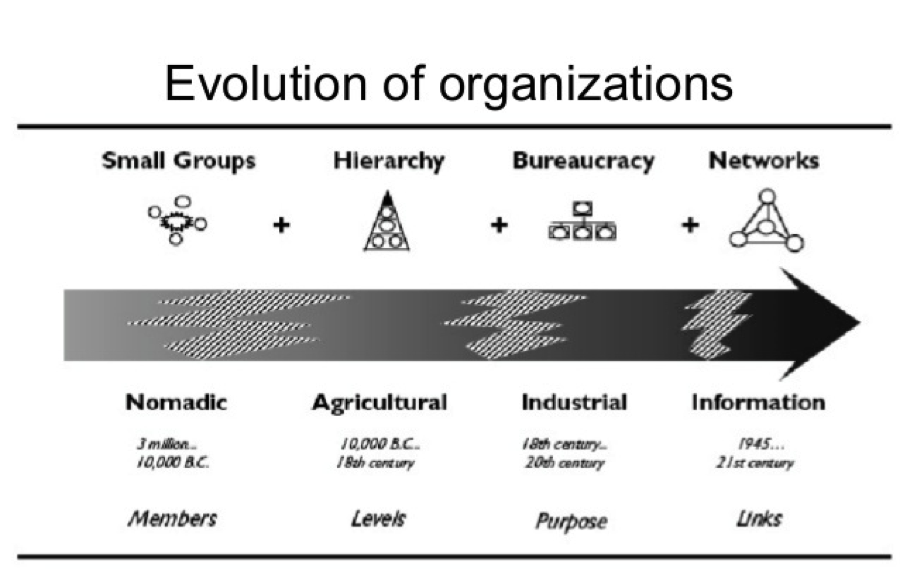 Evolution of organizations
Small Groups Hierarchy Bureaucracy Networks
+ + +
Nomadic Agricultural Industrial Information
3 million... 10,000 B.C... 18th century... 1945...
10,000 B.C. 18th century 20th century 21st century
Members Levels Purpose Links